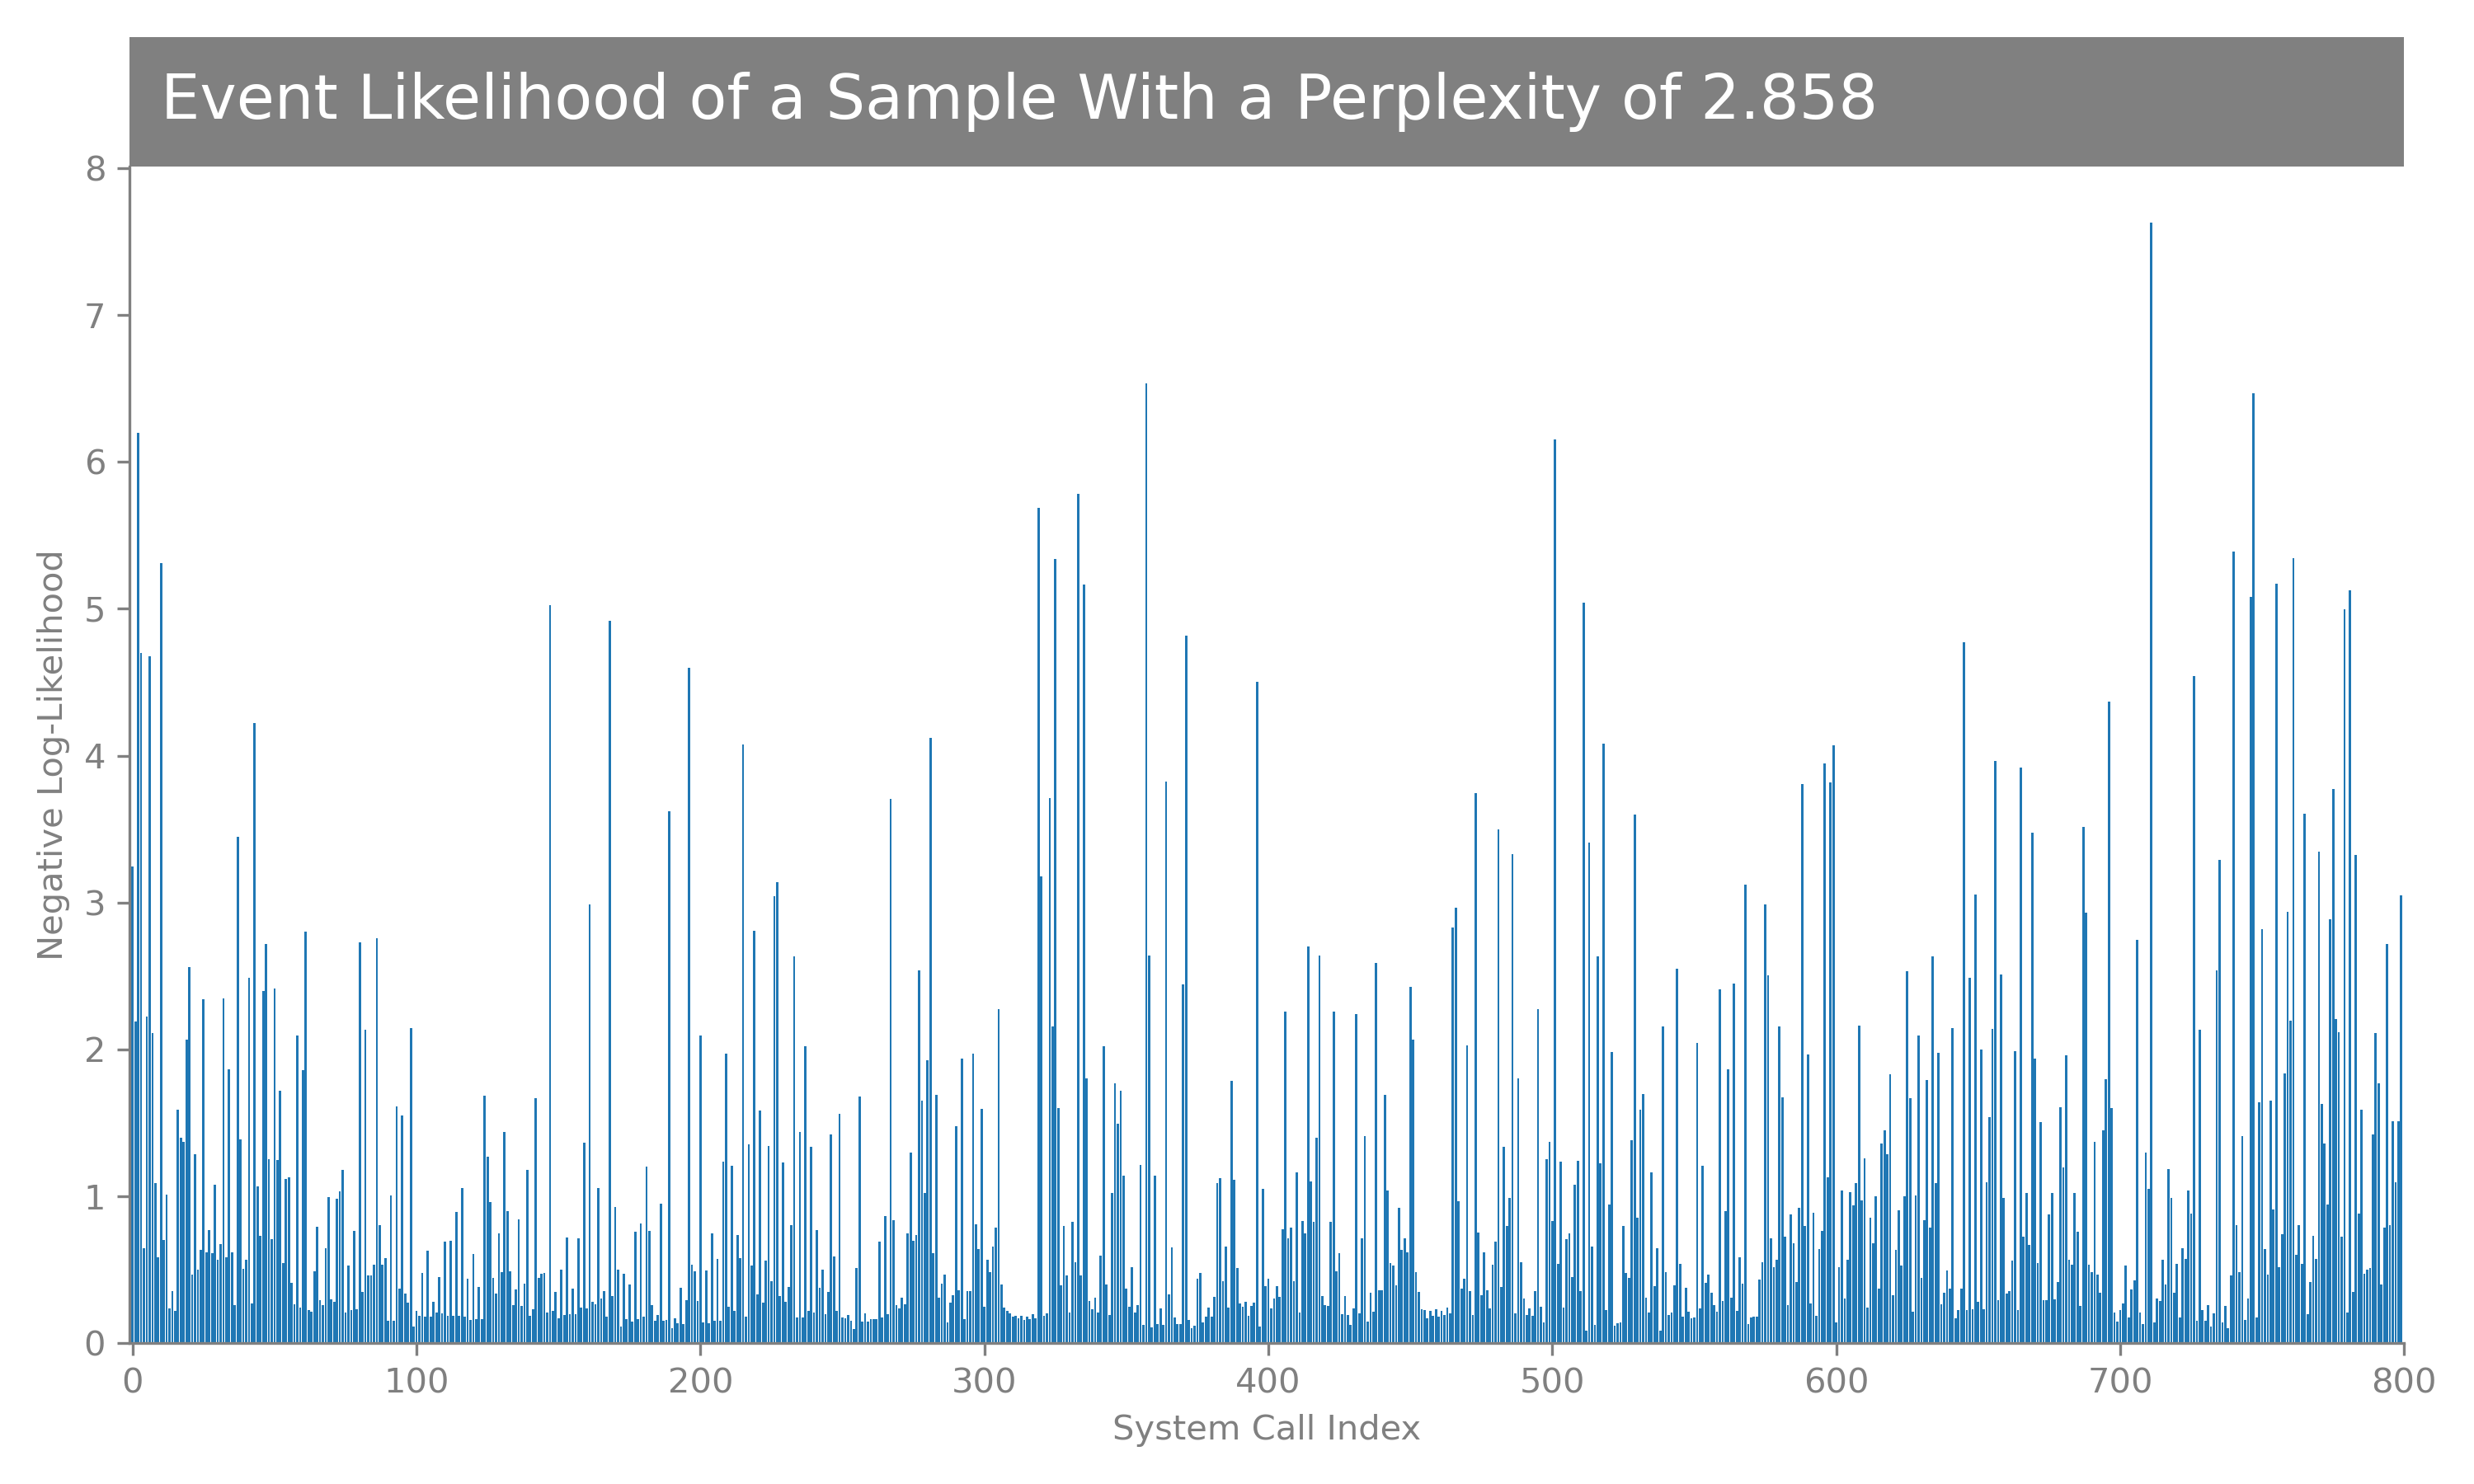 Event Likelihood of a Sample With a Perplexity of 2.858
8
7
6
5
4
3
2
1
0
Negative Log-Likelihood
0 100 200 300 400 500 600 700 800
System Call Index